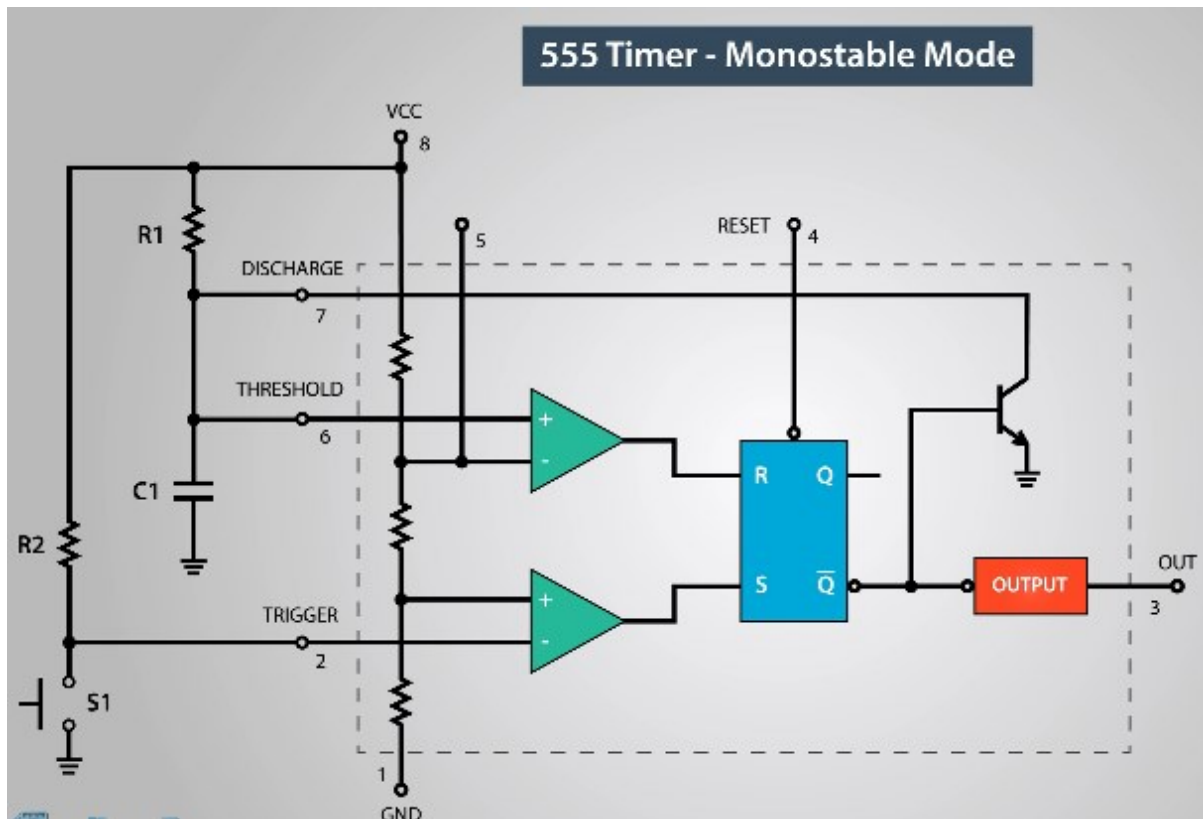 555 Timer - Monostable Mode
VCC
8
R1
5
RESET
4
DISCHARGE
7
THRESHOLD
6
+
-
C1
R
Q
R2
S
Q̅
OUTPUT
OUT
3
+
-
TRIGGER
2
S1
1
GND